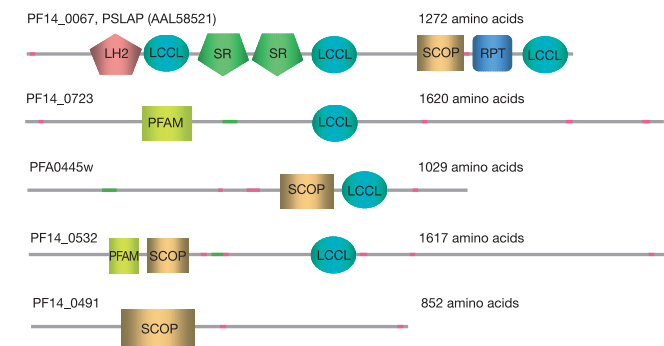 PF14_0067, PSLAP (AAL58521) 1272 amino acids
LH2 LCCL SR SR LCCL SCOP RPT LCCL
PF14_0723 1620 amino acids
PFAM LCCL
PFA0445w 1029 amino acids
SCOP LCCL
PF14_0532 1617 amino acids
PFAM SCOP LCCL
PF14_0491 852 amino acids
SCOP